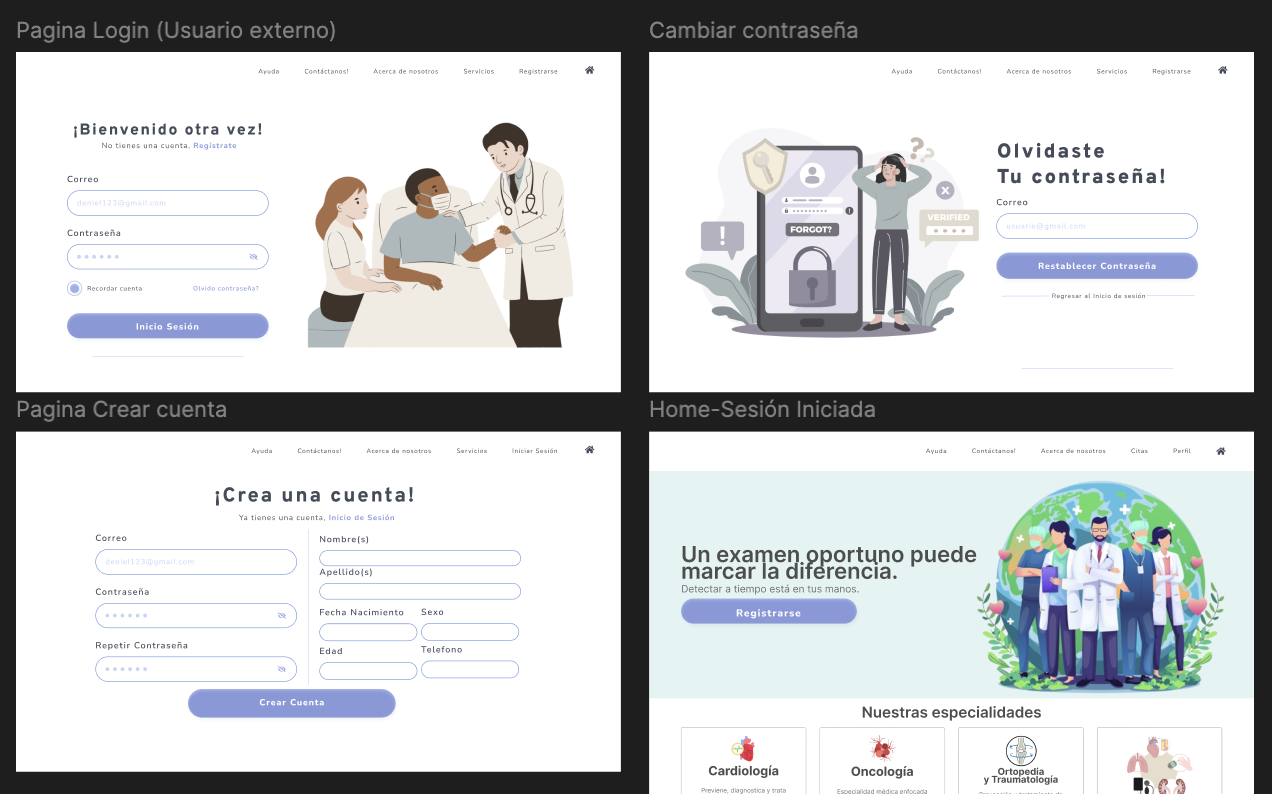 Pagina Login (Usuario externo)
Ayuda Contáctanos! Acerca de nosotros Servicios Registrarse
¡Bienvenido otra vez!
No tienes una cuenta, Registrate
Correo
deniel123@gmail.com
Contraseña
Recordar cuenta Olvido contraseña?
Inicio Sesión
Cambiar contraseña
Ayuda Contáctanos! Acerca de nosotros Servicios Registrarse
FORGOT?
VERIFIED
Olvidaste
Tu contraseña!
Correo
ususrie@gmail.com
Restablecer Contraseña
Regresar al Inicio de sesión
Pagina Crear cuenta
Ayuda Contáctanos! Acerca de nosotros Servicios Iniciar Sesión
¡Crea una cuenta!
Ya tienes una cuenta, Inicio de Sesión
Correo
deniel123@gmail.com
Contraseña
Repetir Contraseña
Nombre(s)
Apellido(s)
Fecha Nacimiento Sexo
Edad Telefono
Crear Cuenta
Home-Sesión Iniciada
Ayuda Contáctanos! Acerca de nosotros Citas Perfil
Un examen oportuno puede
marcar la diferencia.
Detectar a tiempo está en tus manos.
Registrarse
Nuestras especialidades
Cardiología
Previene, diagnostica y trata
Oncología
Especialidad médica enfocada
Ortopedia
y Traumatología